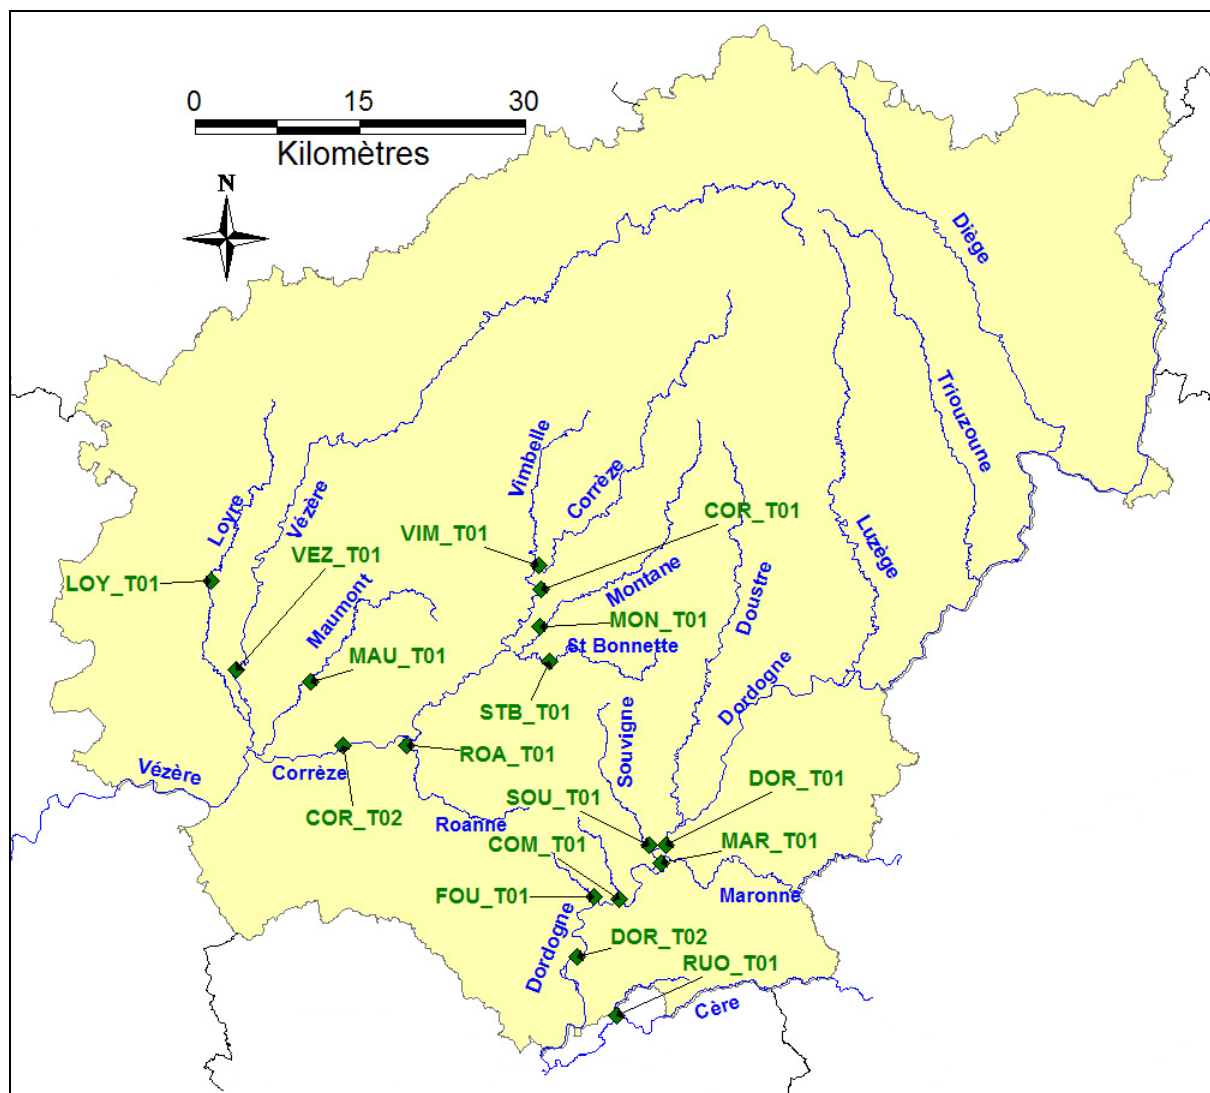 0 15 30
Kilomètres
N
Diège
Triouzoune
Vimbelle
Corrèze
Loyre
Vézère
COR_T01
VIM_T01
Luzège
VEZ_T01
LOY_T01
Maumont
Montane
Doustre
MON_T01
St Bonnette
MAU_T01
Dordogne
STB_T01
Souvigne
ROA_T01
Vézère
Corrèze
DOR_T01
SOU_T01
COR_T02
Roanne
COM_T01
MAR_T01
FOU_T01
Maronne
Dordogne
DOR_T02
RUO_T01
Cère